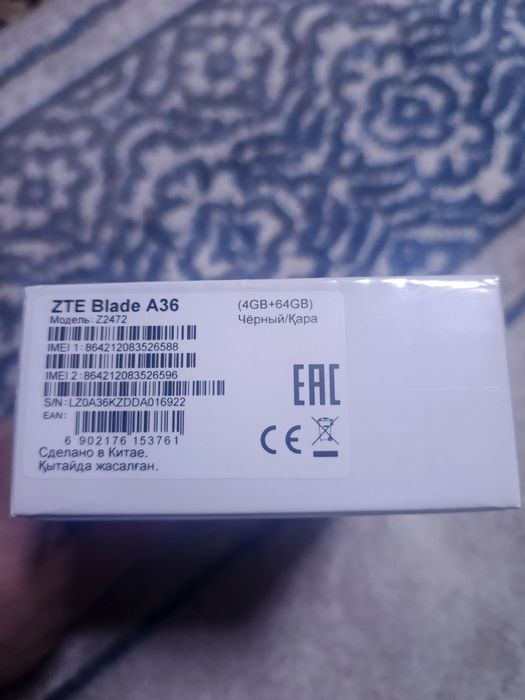 ZTE Blade A36
(4GB+64GB)
Модель: Z2472
Чёрный/Қара
IMEI 1: 864212083526588
IMEI 2: 864212083526596
S/N: LZ0A36KZDDA016922
EAN:
6 902176 153761
Сделано в Китае.
Қытайда жасалған.
EAC
CE